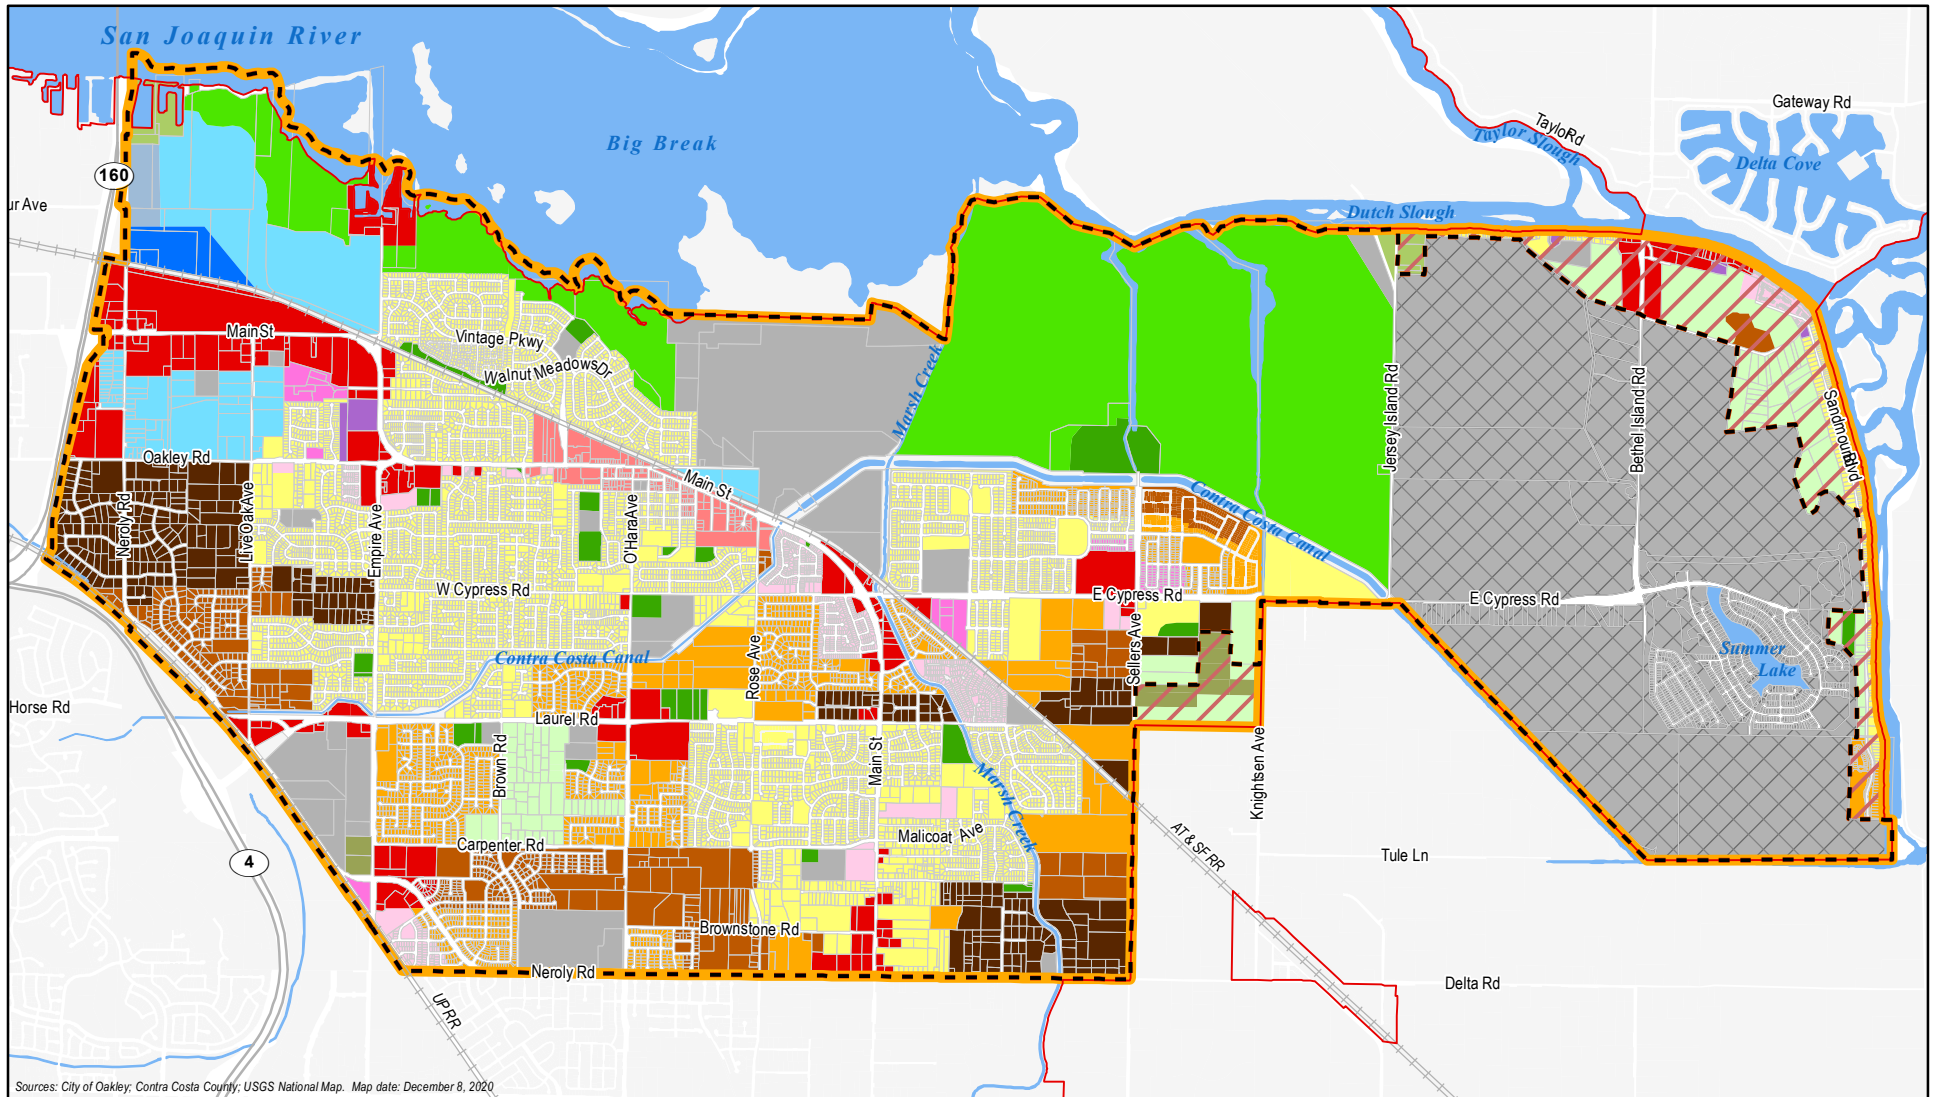 San Joaquin River
Gateway Rd
Taylor Rd
Taylor Slough
Big Break
Delta Cove
160
ur Ave
Dutch Slough
Main St
Vintage Pkwy
Walnut Meadows Dr
Marsh Creek
Jersey Island Rd
Bethel Island Rd
Sandmound Blvd
Oakley Rd
Main St
Neroly Rd
Live Oak Ave
Empire Ave
O'Hara Ave
Contra Costa Canal
W Cypress Rd
E Cypress Rd
E Cypress Rd
Contra Costa Canal
Rose Ave
Sellers Ave
Summer
Lake
Horse Rd
Laurel Rd
Brown Rd
Main St
Marsh Creek
Knightsen Ave
Malicoat Ave
Carpenter Rd
AT & SF RR
Tule Ln
4
Brownstone Rd
Neroly Rd
Delta Rd
UP RR
Sources: City of Oakley; Contra Costa County; USGS National Map. Map date: December 8, 2020